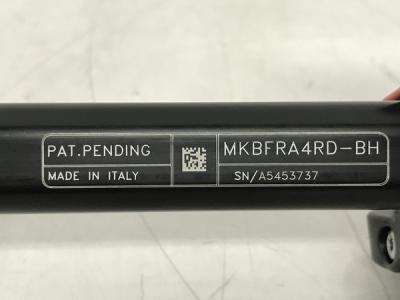 PAT.PENDING
MKBFRA4RD-BH
MADE IN ITALY
SN/A5453737